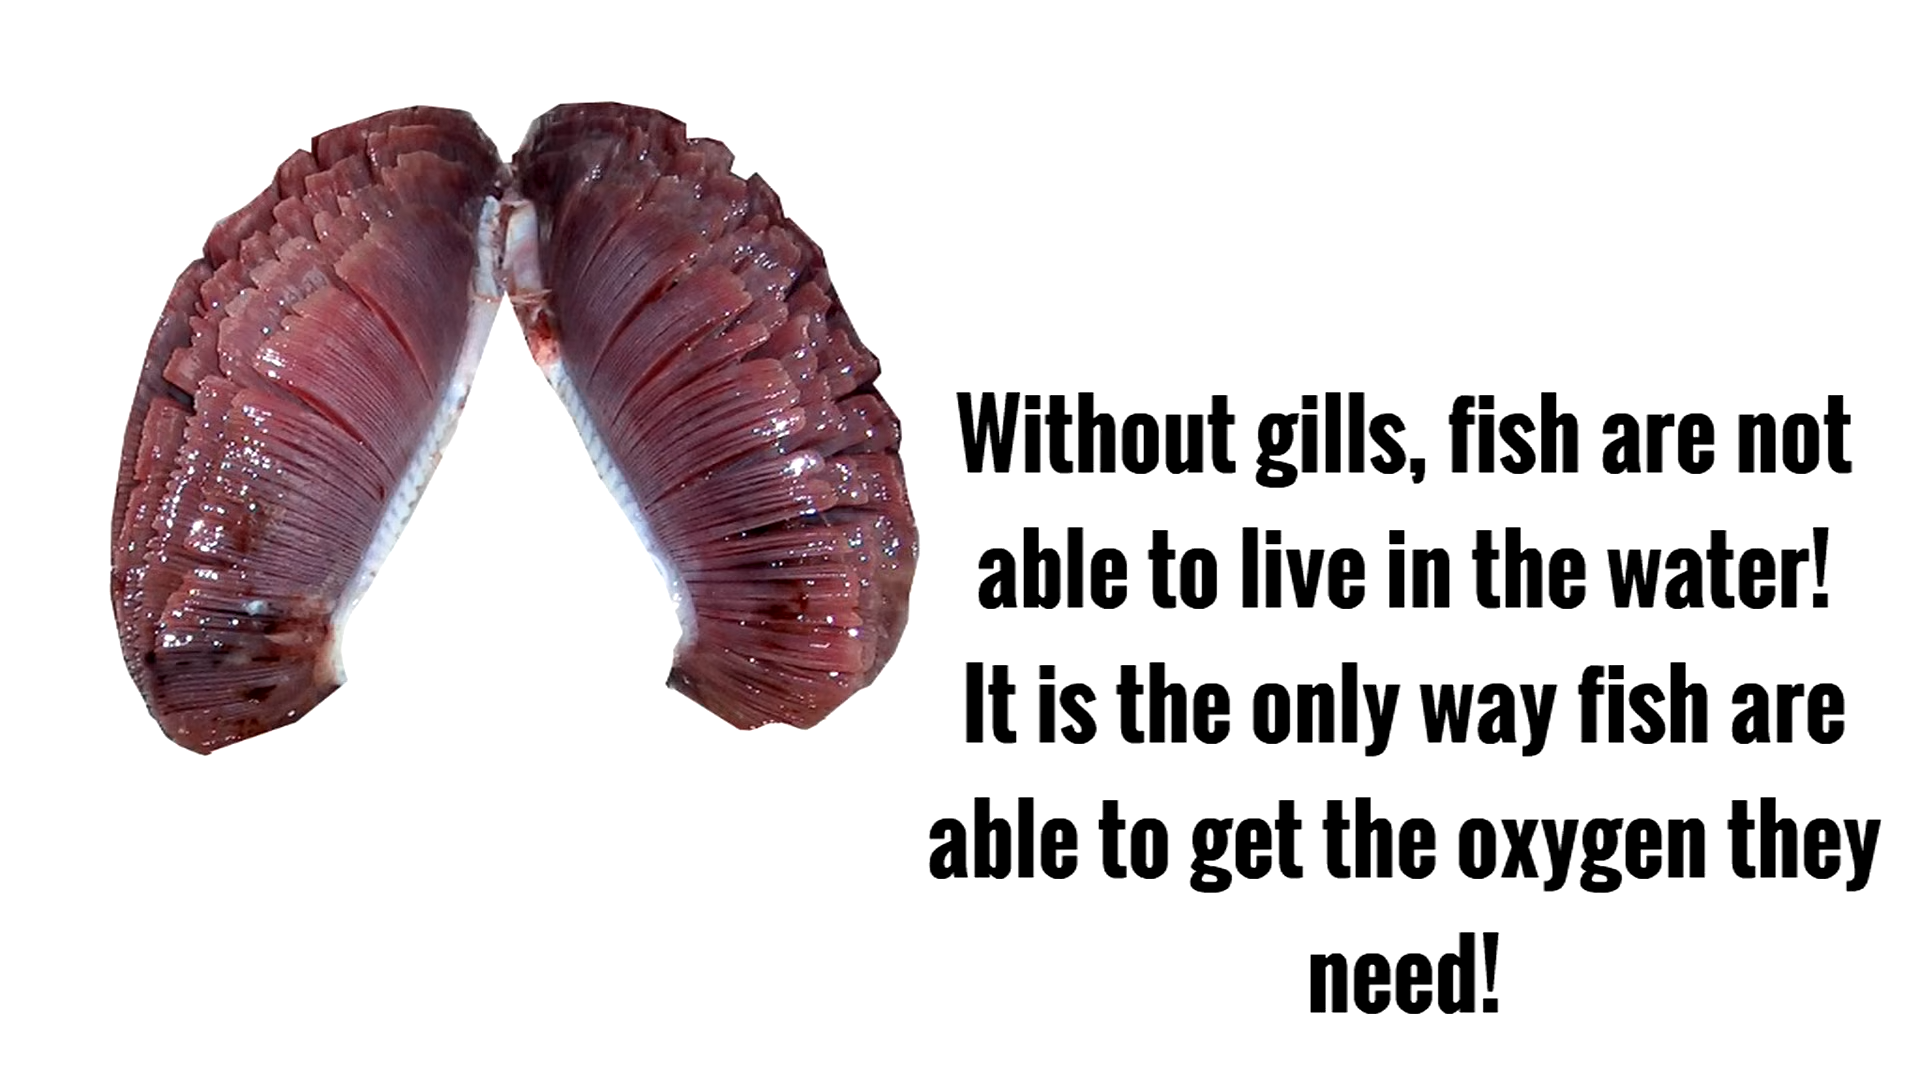 Without gills, fish are not
able to live in the water!
It is the only way fish are
able to get the oxygen they
need!